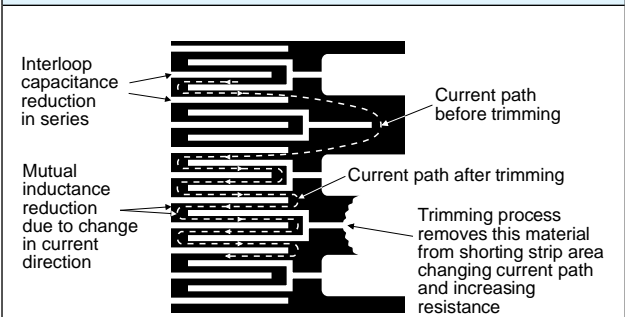 Interloop
capacitance
reduction
in series
Current path
before trimming
Mutual
inductance
reduction
due to change
in current
direction
Current path after trimming
Trimming process
removes this material
from shorting strip area
changing current path
and increasing
resistance